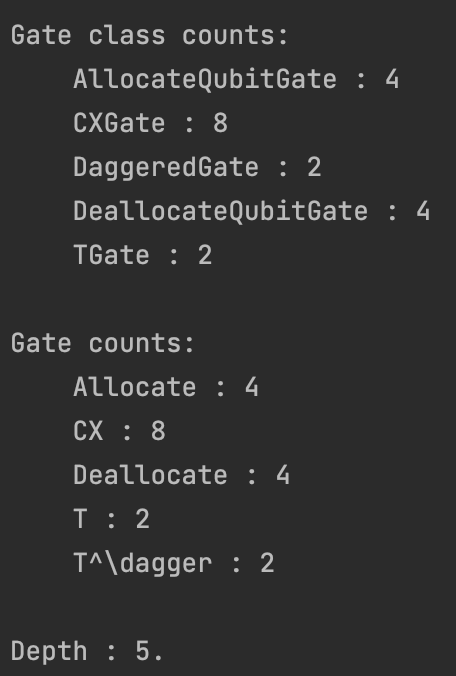 Gate class counts:
    AllocateQubitGate : 4
    CXGate : 8
    DaggeredGate : 2
    DeallocateQubitGate : 4
    TGate : 2

Gate counts:
    Allocate : 4
    CX : 8
    Deallocate : 4
    T : 2
    T^\dagger : 2

Depth : 5.